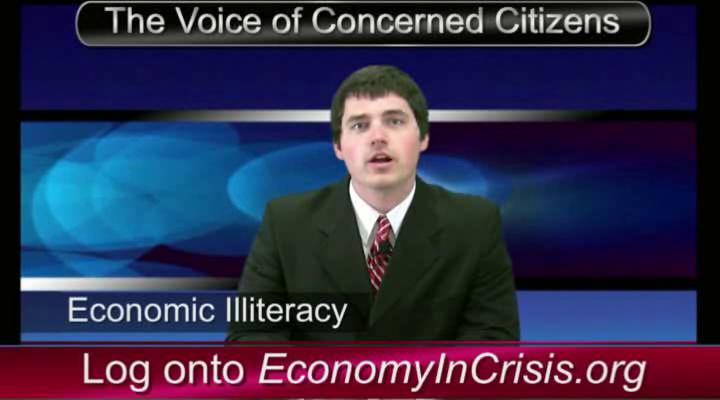 The Voice of Concerned Citizens
Economic Illiteracy
Log onto EconomyInCrisis.org